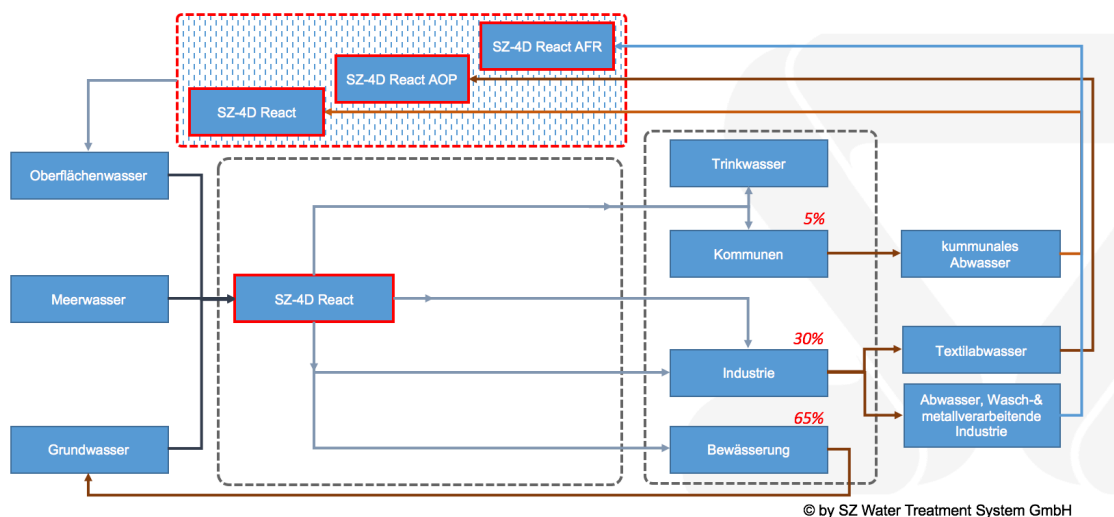 SZ-4D React AFR
SZ-4D React AOP
SZ-4D React
Oberflächenwasser
Trinkwasser
5%
Kommunen
kummunales
Abwasser
Meerwasser
SZ-4D React
30%
Industrie
Textilabwasser
Abwasser, Wasch-&
metallverarbeitende
Industrie
65%
Grundwasser
Bewässerung
© by SZ Water Treatment System GmbH